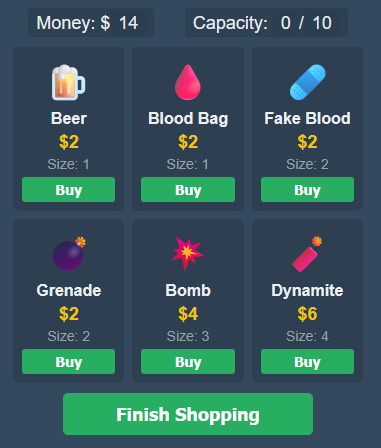 Money: $ 14 Capacity: 0 / 10
Beer Blood Bag Fake Blood
$2 $2 $2
Size: 1 Size: 1 Size: 2
Buy Buy Buy
Grenade Bomb Dynamite
$2 $4 $6
Size: 2 Size: 3 Size: 4
Buy Buy Buy
Finish Shopping